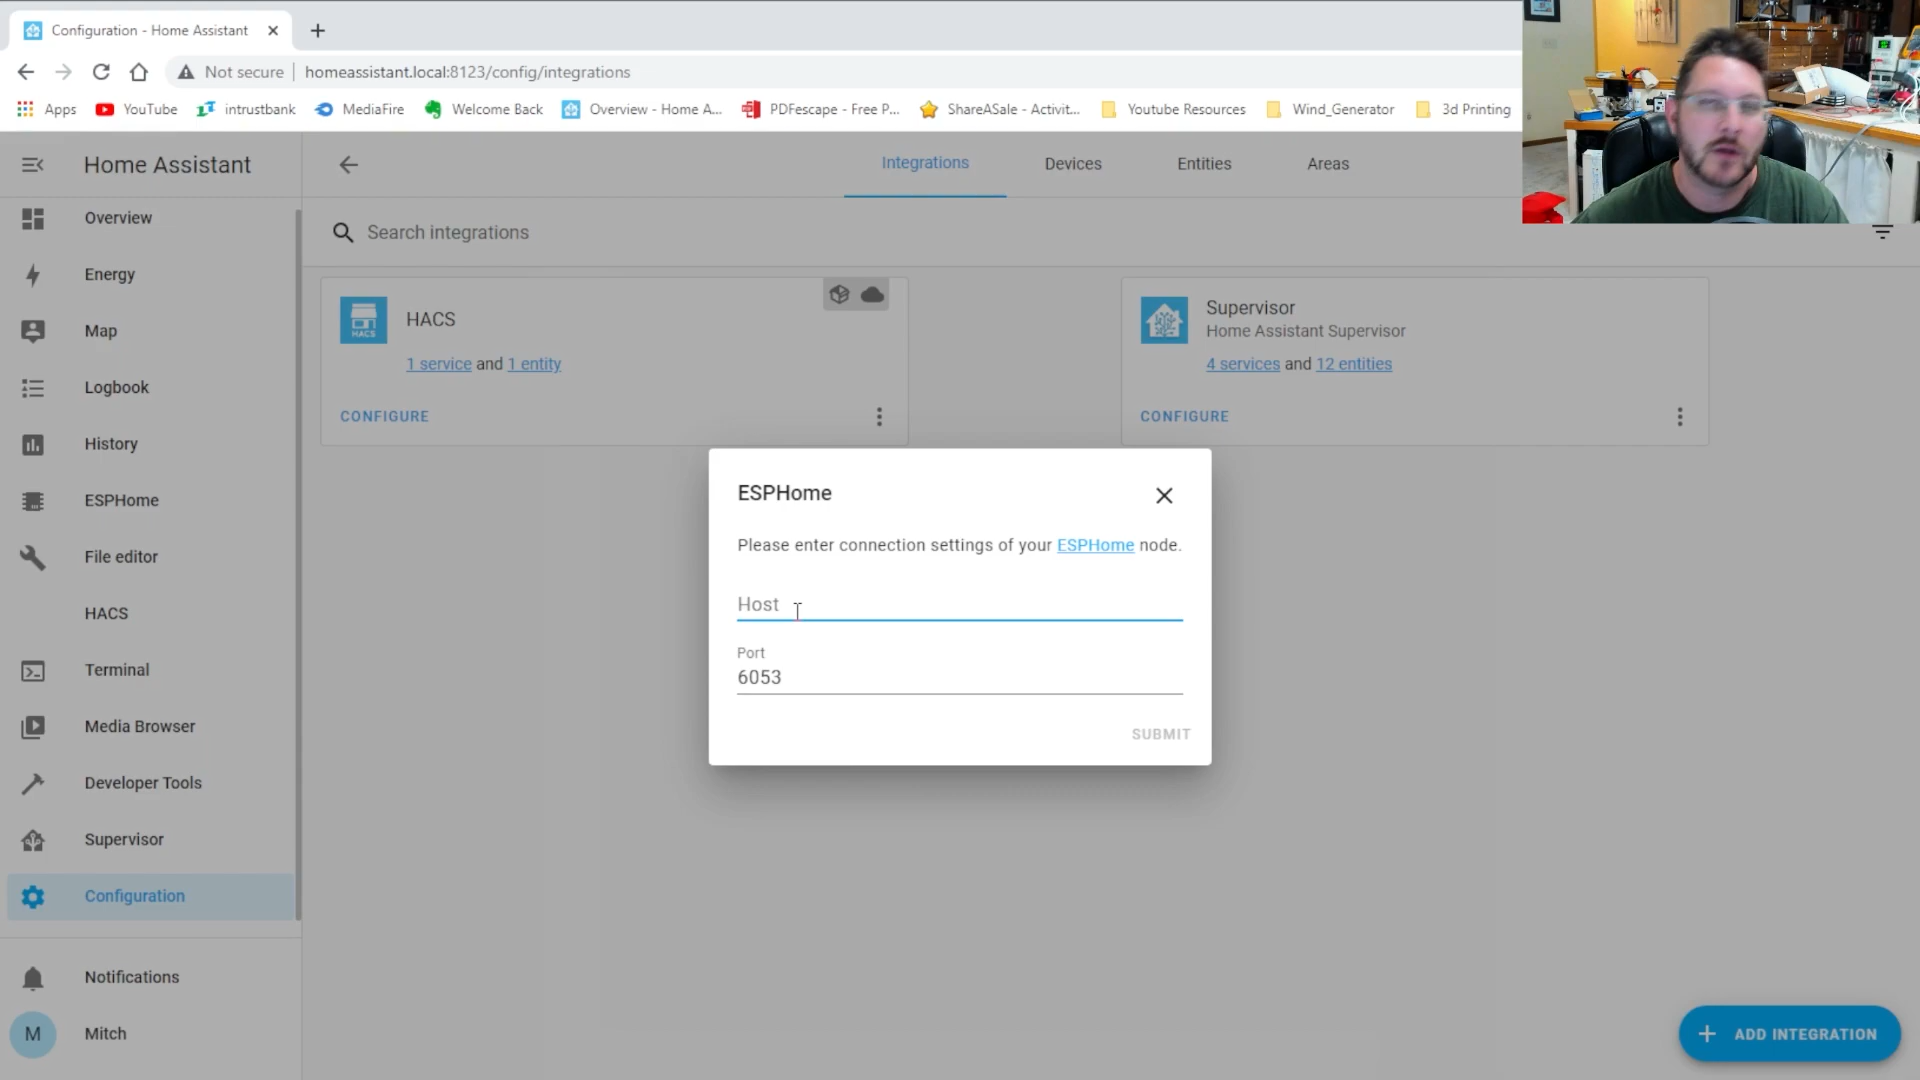 Configuration - Home Assistant
Not secure
homeassistant.local:8123/config/integrations
Apps
YouTube
intrustbank
MediaFire
Welcome Back
Overview - Home A...
PDFescape - Free P...
ShareASale - Activit...
Youtube Resources
Wind_Generator
3d Printing
Home Assistant
Integrations
Devices
Entities
Areas
Overview
Energy
Map
Logbook
History
ESPHome
File editor
HACS
Terminal
Media Browser
Developer Tools
Supervisor
Configuration
Notifications
M
Mitch
Search integrations
HACS
HACS
1 service and 1 entity
CONFIGURE
Supervisor
Home Assistant Supervisor
4 services and 12 entities
CONFIGURE
ESPHome
Please enter connection settings of your ESPHome node.
Host
Port
6053
SUBMIT
ADD INTEGRATION